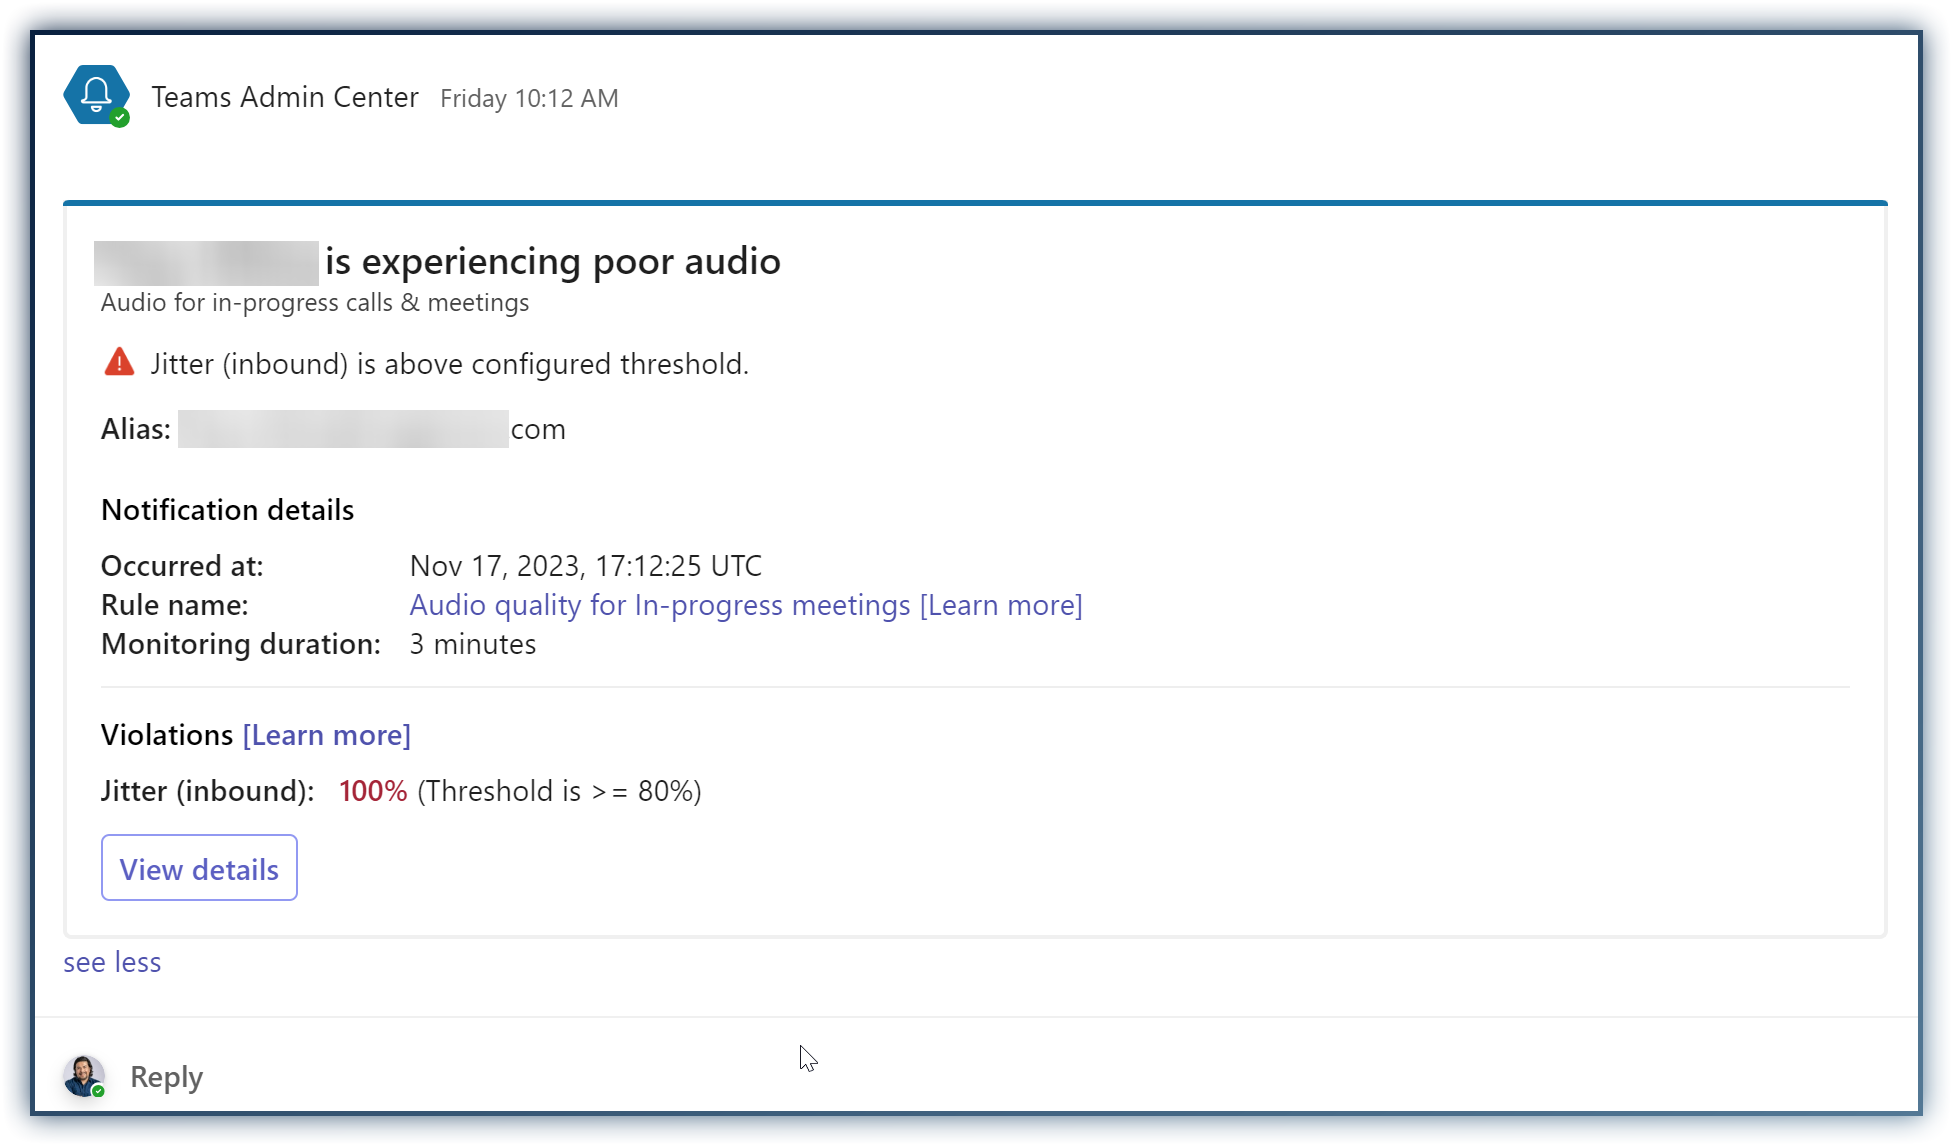 Teams Admin Center Friday 10:12 AM
is experiencing poor audio
Audio for in-progress calls & meetings
Jitter (inbound) is above configured threshold.
Alias: com
Notification details
Occurred at: Nov 17, 2023, 17:12:25 UTC
Rule name: Audio quality for In-progress meetings [Learn more]
Monitoring duration: 3 minutes
Violations [Learn more]
Jitter (inbound): 100% (Threshold is >= 80%)
View details
see less
Reply